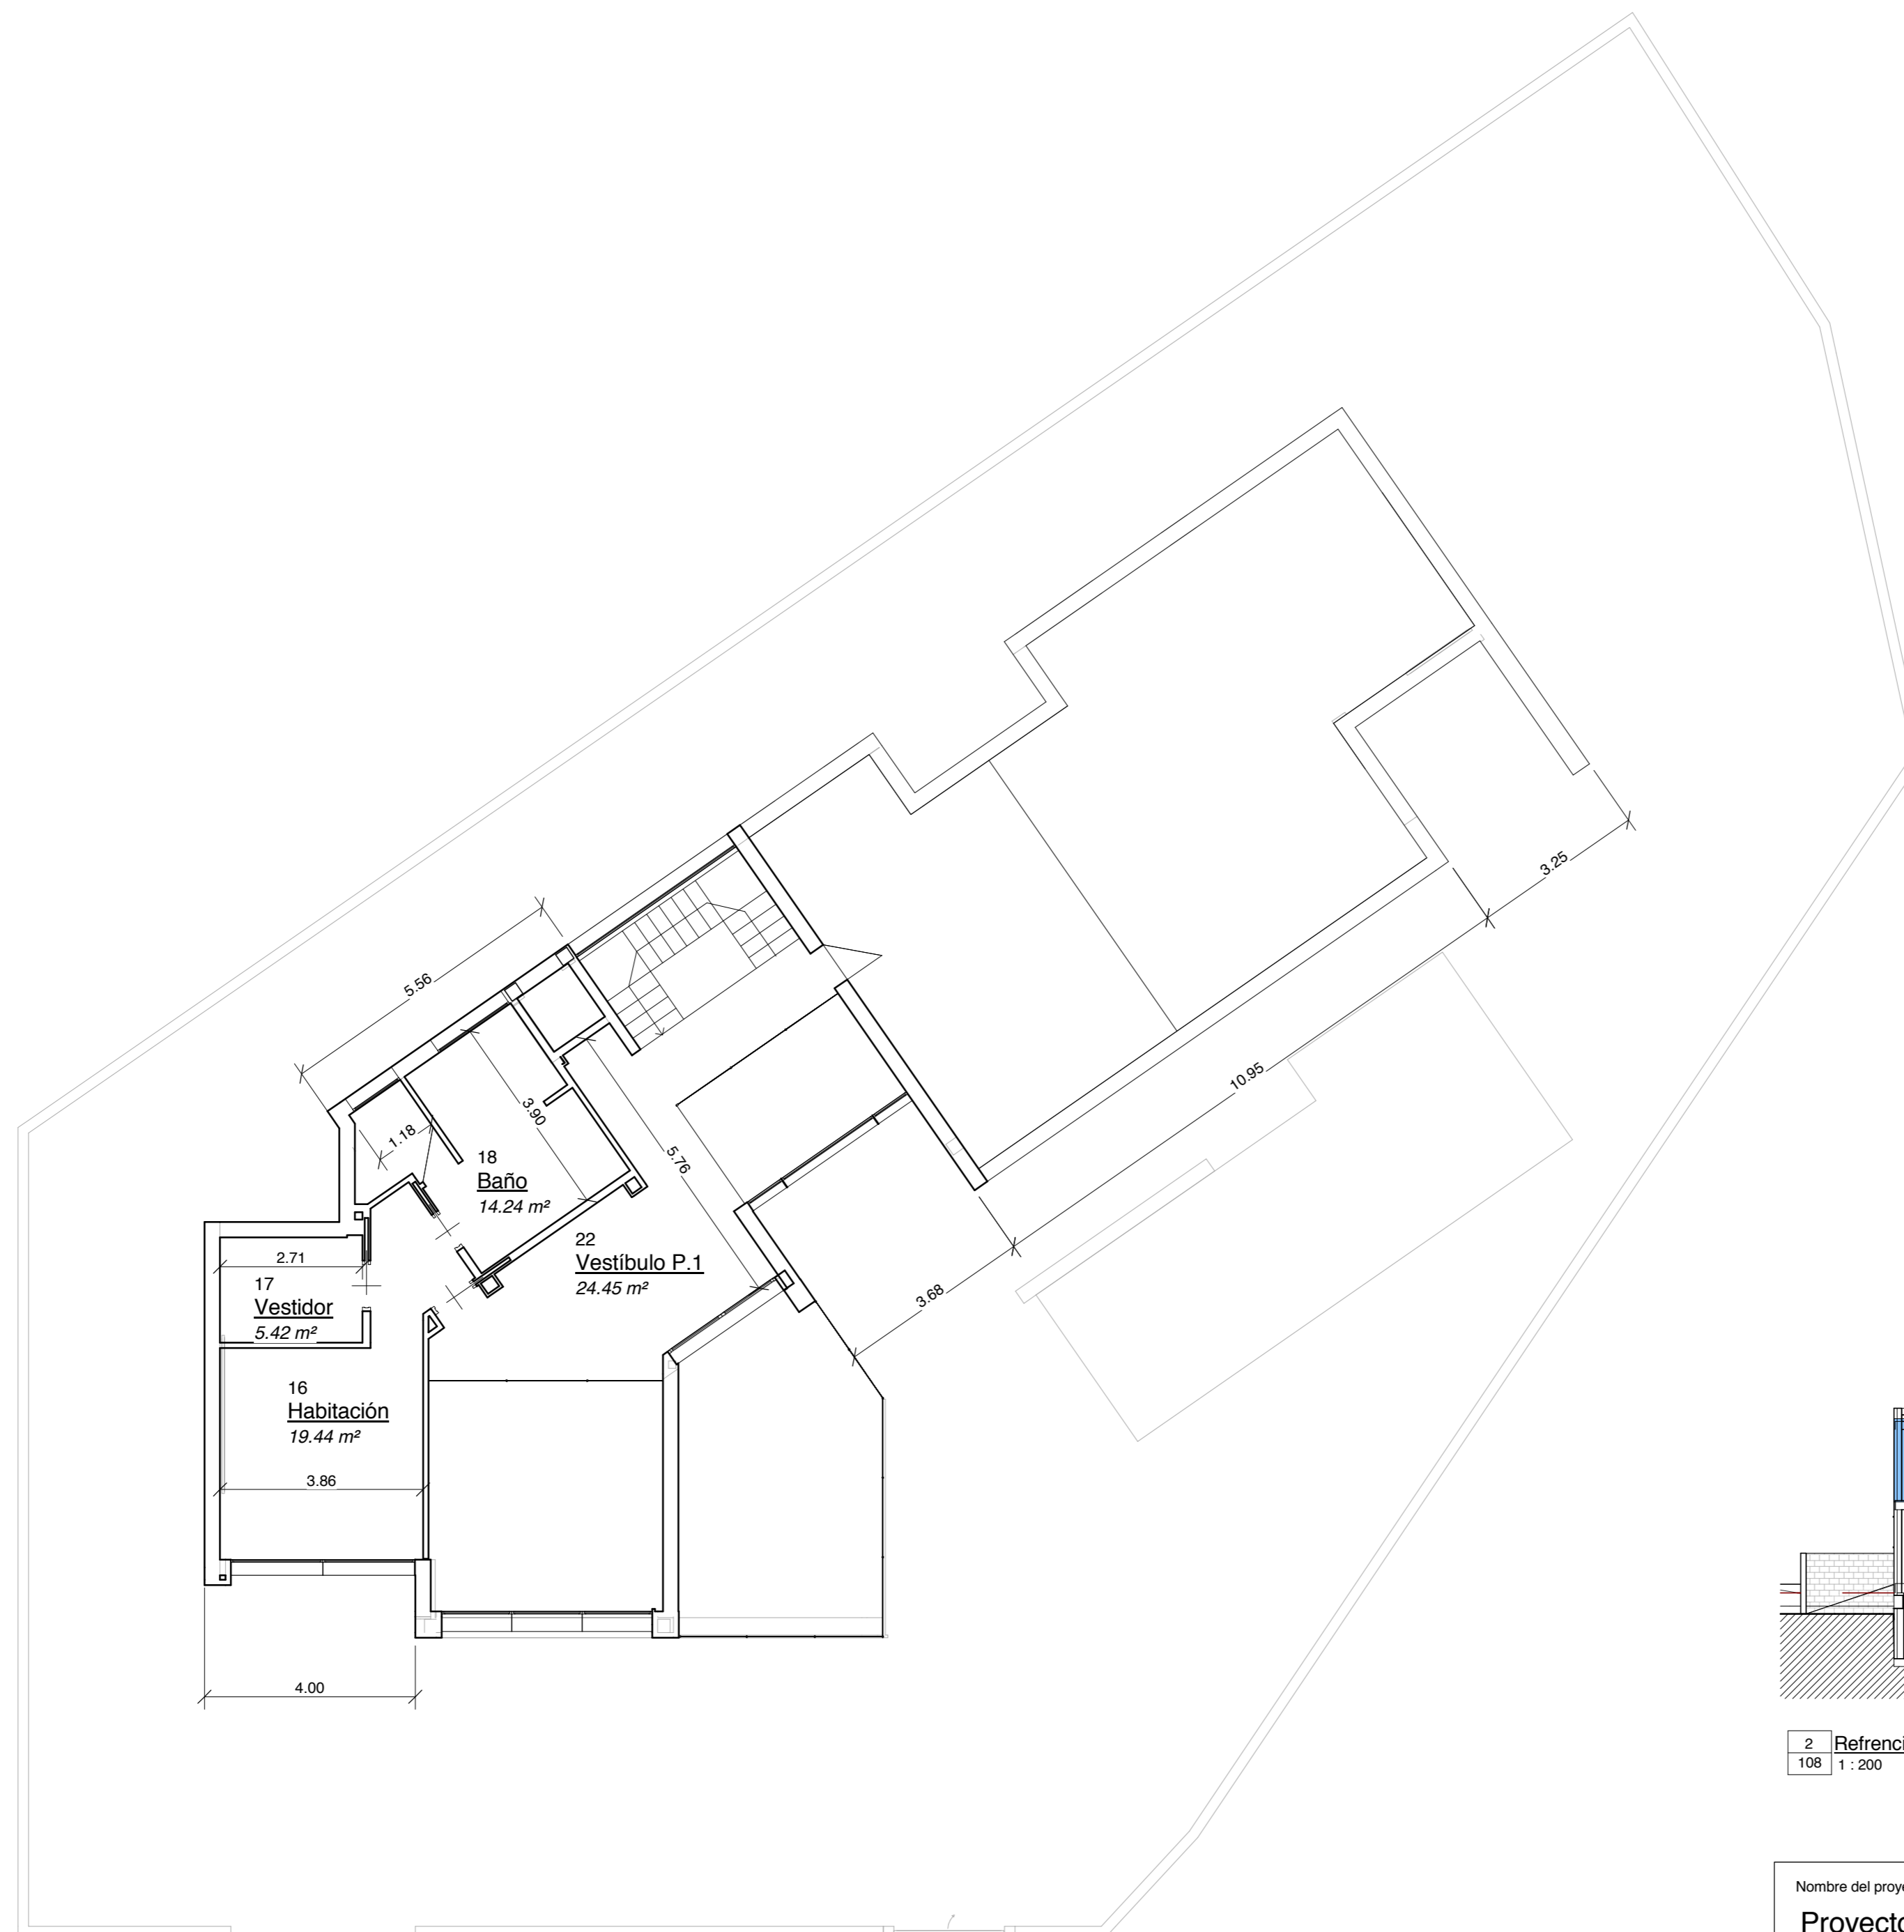 3.25
5.56
10.95
3.90
1.18
5.76
18
Baño
14.24 m²
22
Vestíbulo P.1
24.45 m²
2.71
17
Vestidor
5.42 m²
3.68
16
Habitación
19.44 m²
3.86
4.00
2
108
Refrenci
1 : 200
Nombre del proye
Proyecto